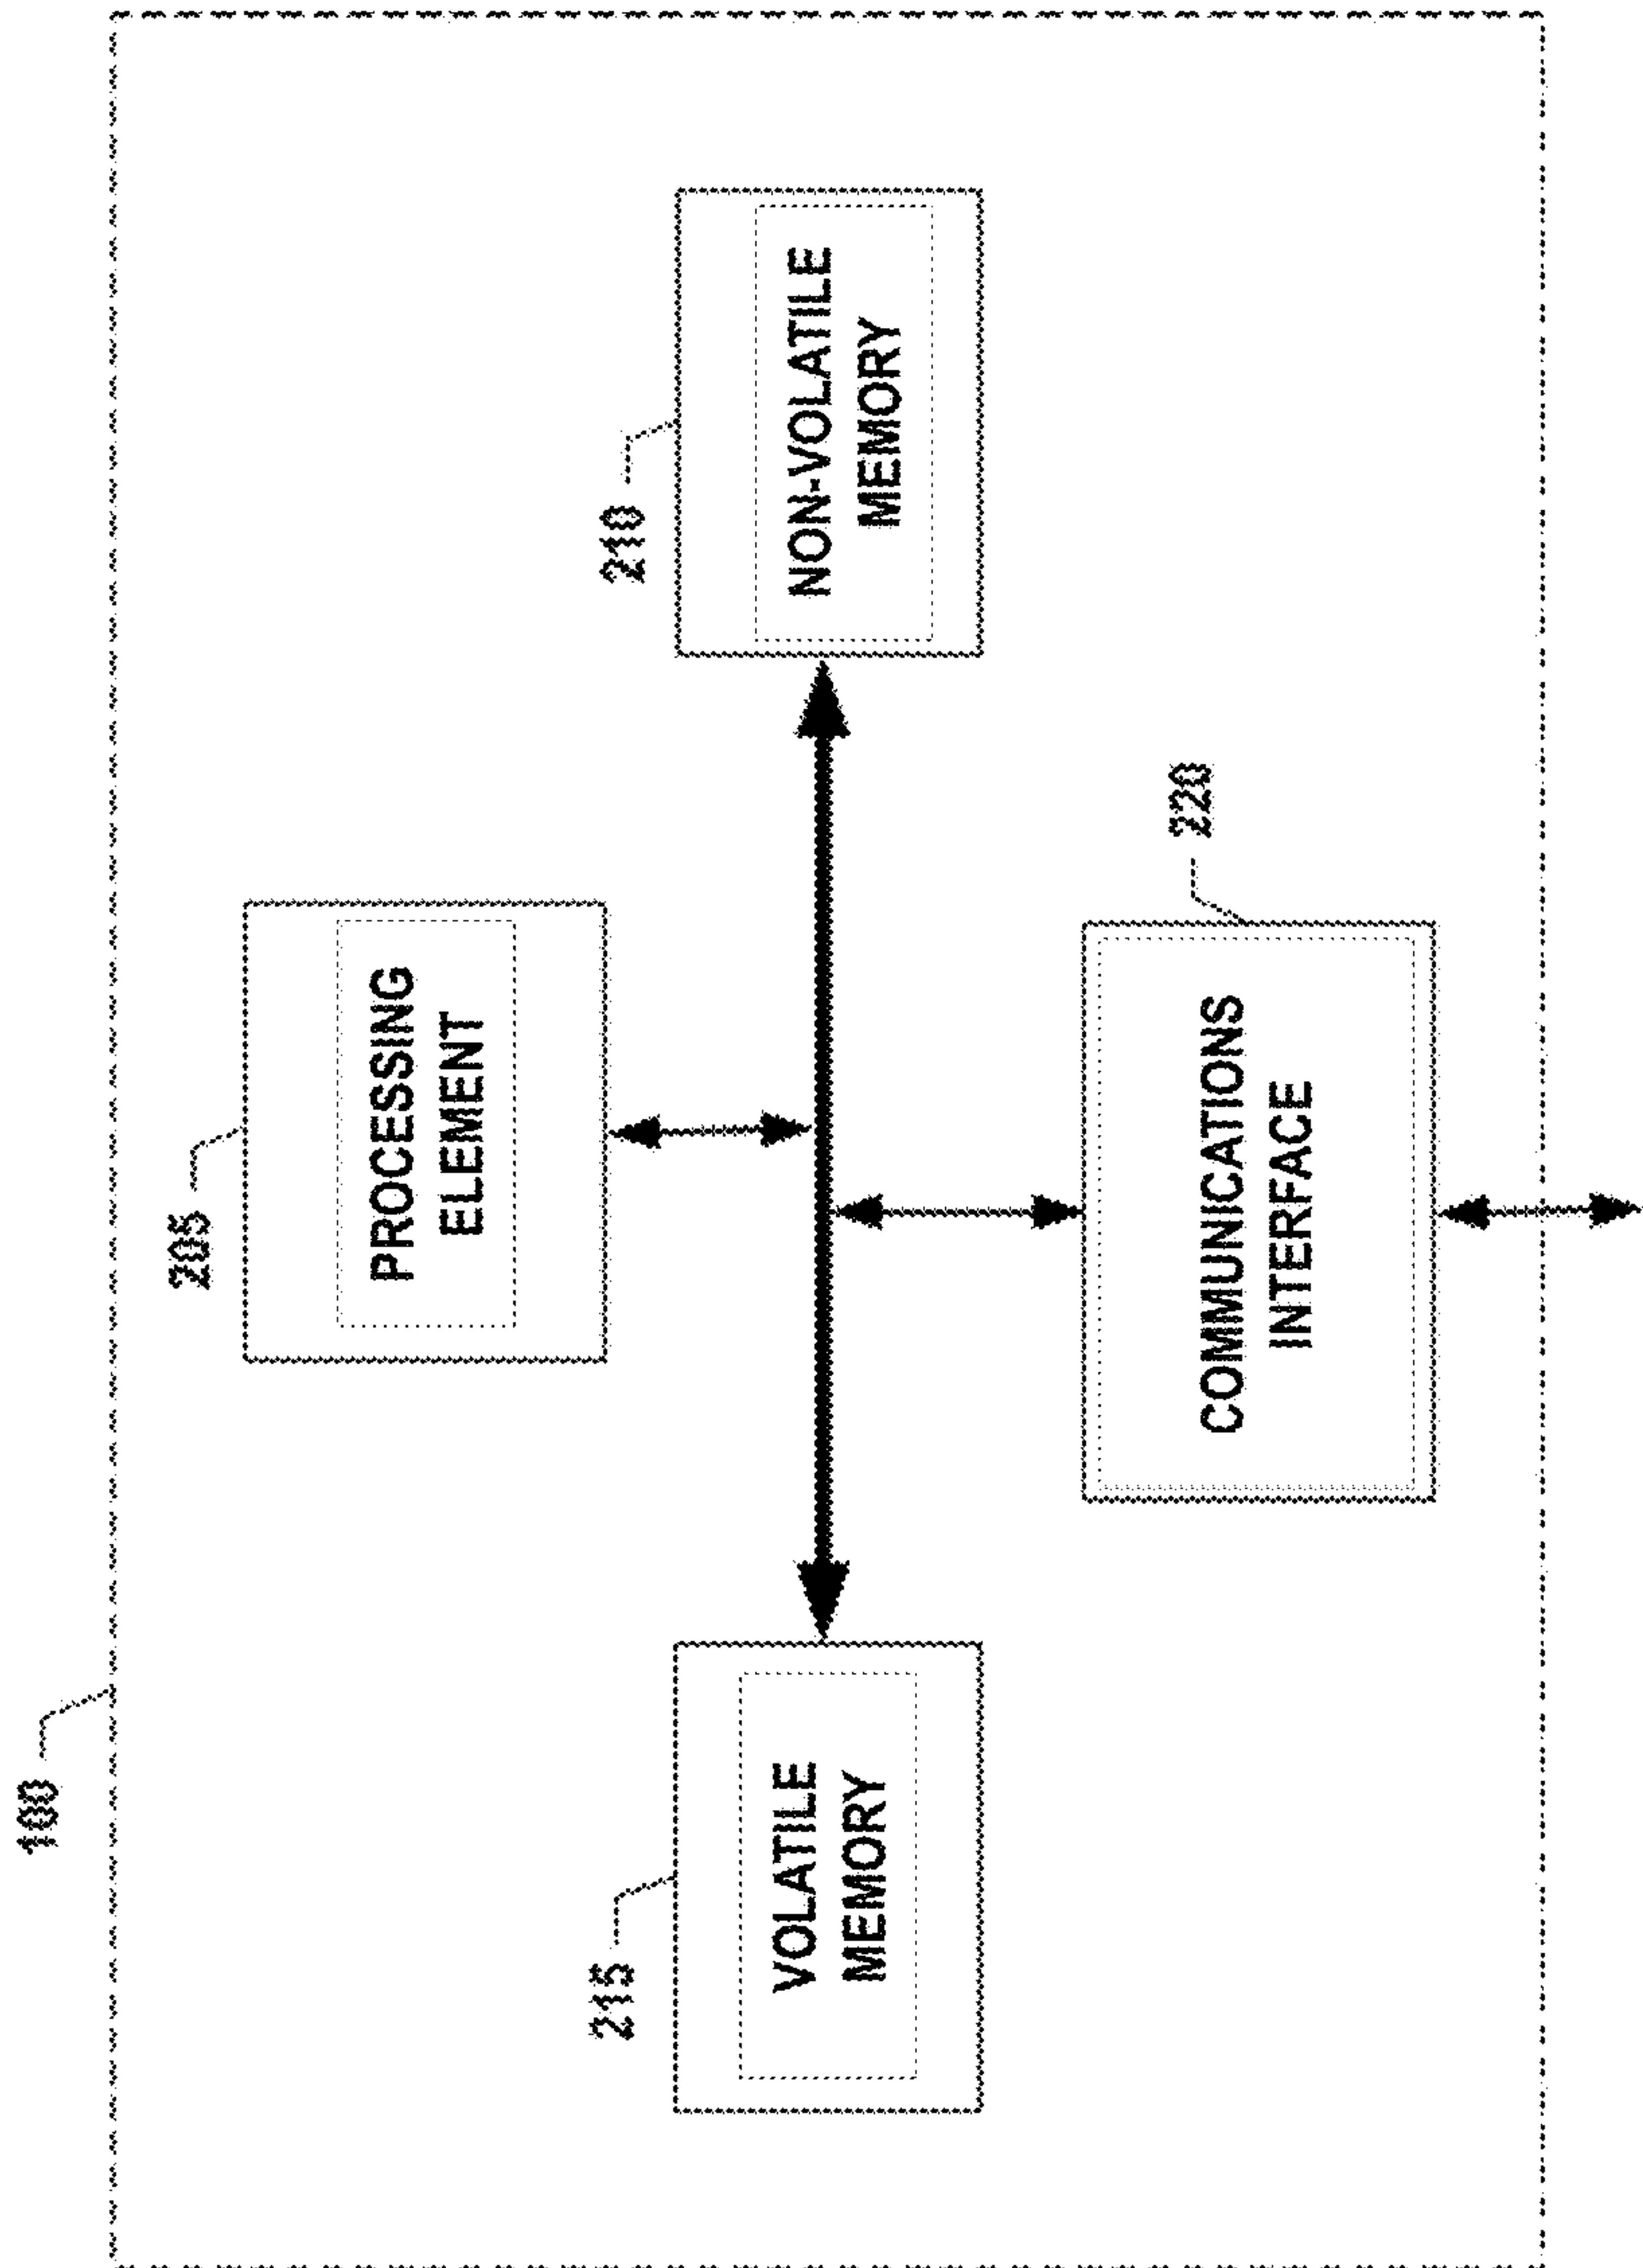 100
205
PROCESSING
ELEMENT
215
VOLATILE
MEMORY
210
NON-VOLATILE
MEMORY
220
COMMUNICATIONS
INTERFACE